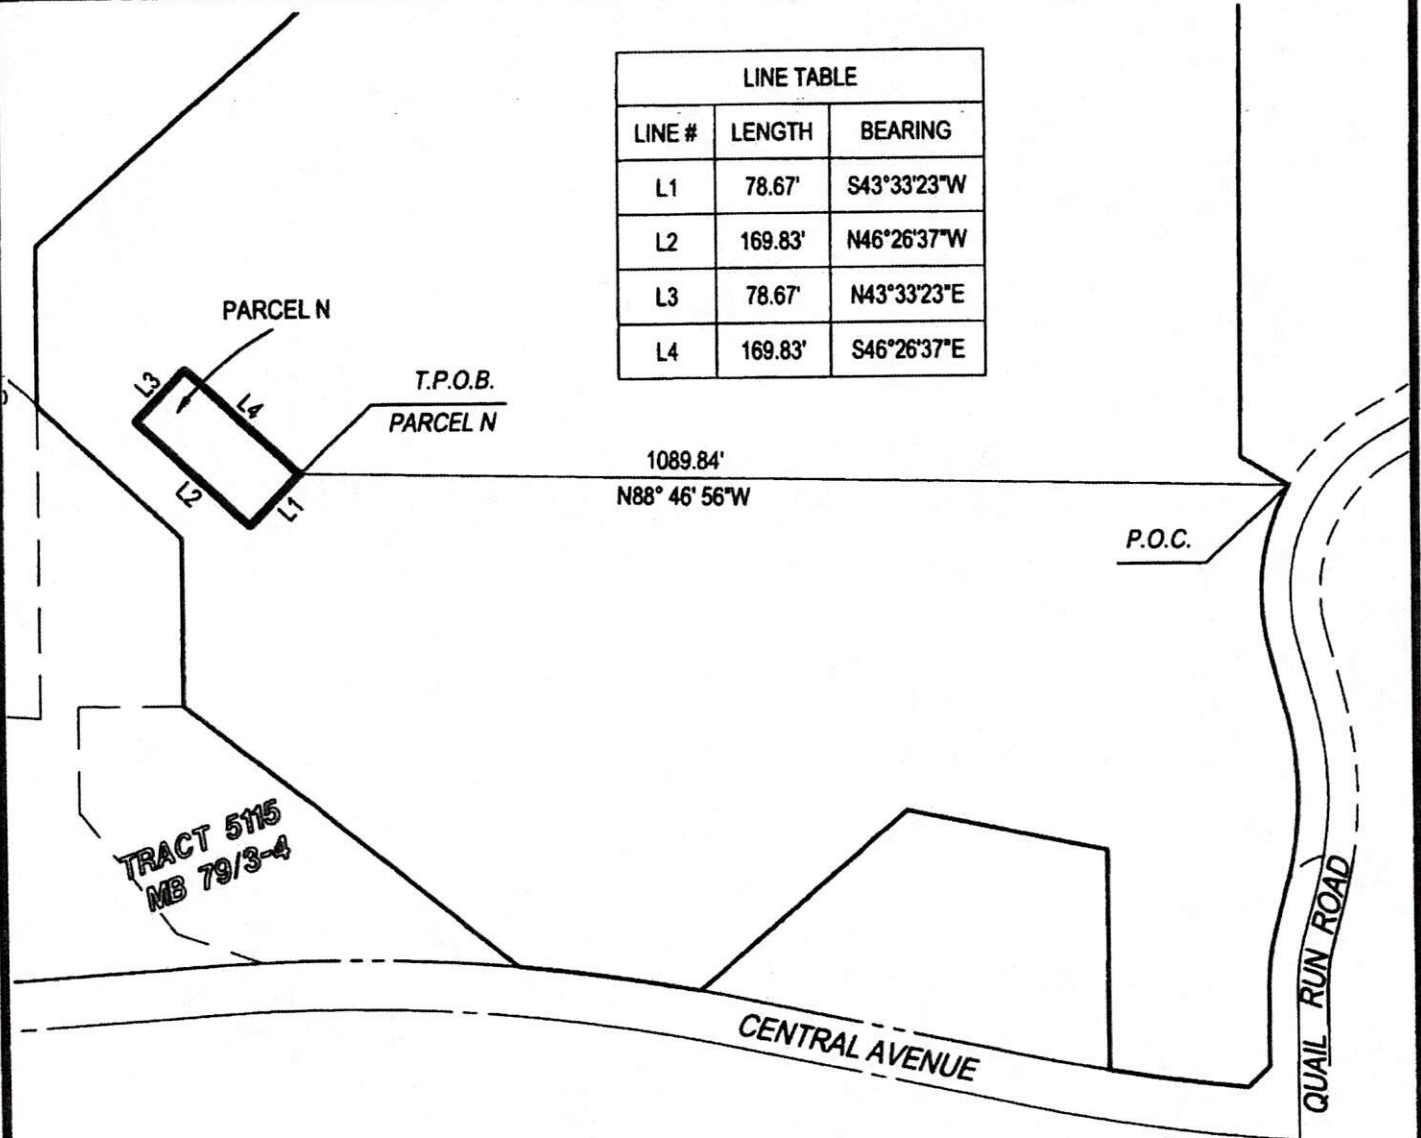 LINE TABLE
LINE # LENGTH BEARING
L1 78.67' S43°33'23"W
L2 169.83' N46°26'37"W
L3 78.67' N43°33'23"E
L4 169.83' S46°26'37"E
PARCEL N
L3
L4
L2
L1
T.P.O.B.
PARCEL N
1089.84'
N88° 46' 56"W
P.O.C.
TRACT 5115
MB 79/3-4
CENTRAL AVENUE
QUAIL RUN ROAD